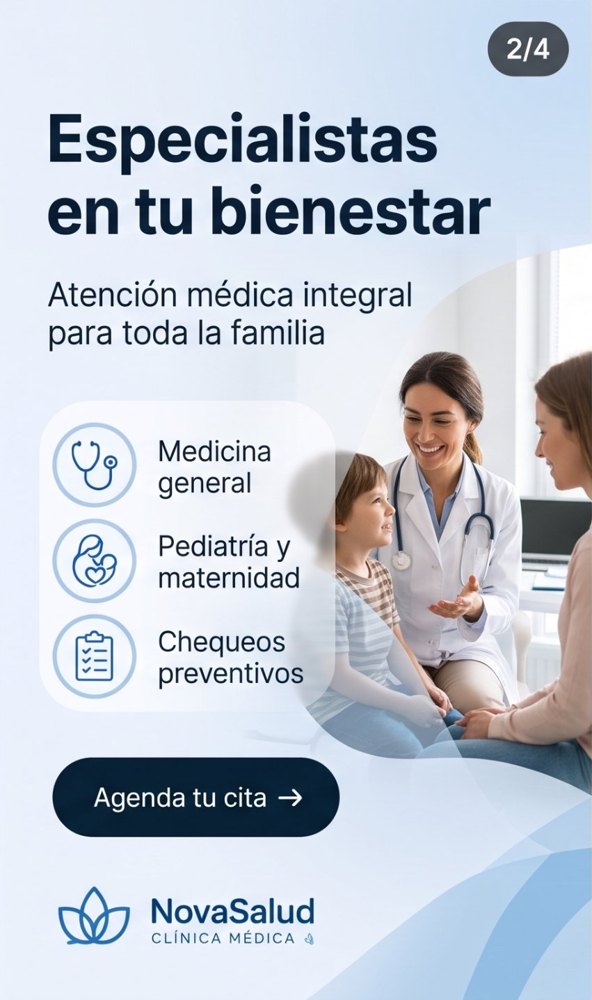 2/4
Especialistas
en tu bienestar
Atención médica integral
para toda la familia
Medicina
general
Pediatría y
maternidad
Chequeos
preventivos
Agenda tu cita →
NovaSalud
CLÍNICA MÉDICA